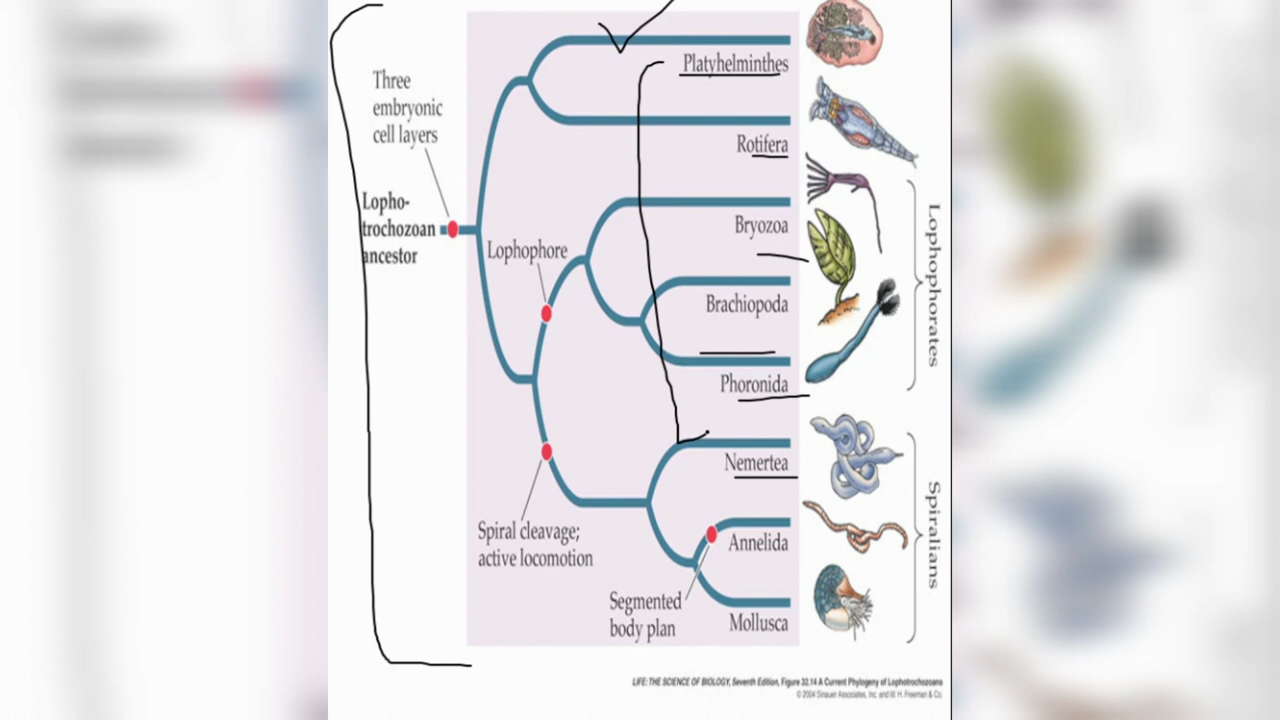 Platyhelminthes
Three
embryonic
cell layers
Rotifera
Lopho-
trochozoan
ancestor
Lophophore
Bryozoa
Brachiopoda
Phoronida
Lophophorates
Nemertea
Spiral cleavage;
active locomotion
Annelida
Segmented
body plan
Mollusca
Spiralians
LIFE: THE SCIENCE OF BIOLOGY, Seventh Edition, Figure 32.14 A Current Phylogeny of Lophotrochozoans
© 2004 Sinauer Associates, Inc. and W. H. Freeman & Co.